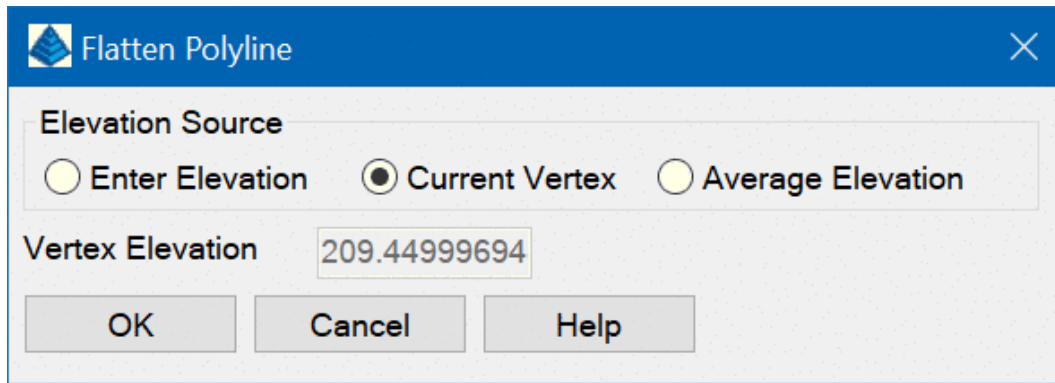 Flatten Polyline
Elevation Source
Enter Elevation Current Vertex Average Elevation
Vertex Elevation 209.44999694
OK Cancel Help